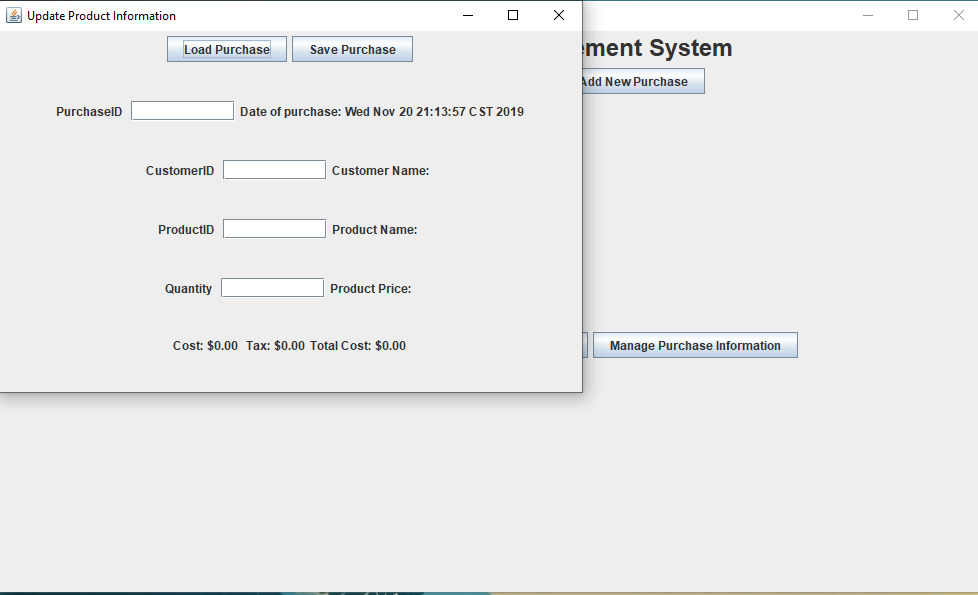 Update Product Information
Load Purchase Save Purchase
PurchaseID Date of purchase: Wed Nov 20 21:13:57 CST 2019
CustomerID Customer Name:
ProductID Product Name:
Quantity Product Price:
Cost: $0.00 Tax: $0.00 Total Cost: $0.00
ement System
Add New Purchase
Manage Purchase Information